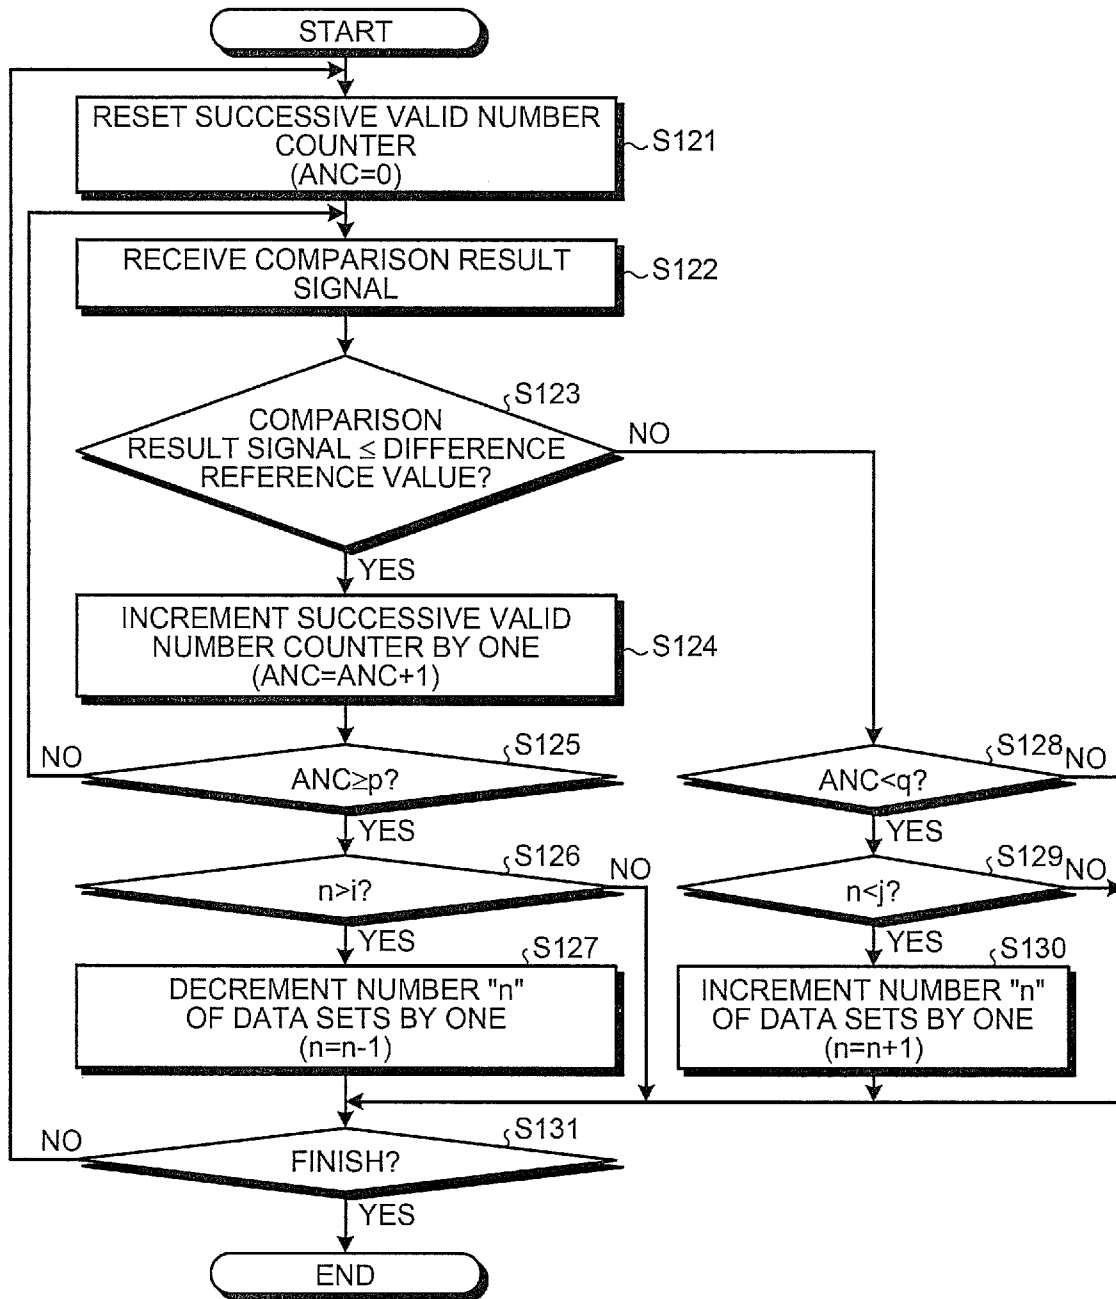 START
RESET SUCCESSIVE VALID NUMBER
COUNTER
(ANC=0)
S121
RECEIVE COMPARISON RESULT
SIGNAL
S122
S123
COMPARISON
RESULT SIGNAL ≤ DIFFERENCE
REFERENCE VALUE?
NO
YES
INCREMENT SUCCESSIVE VALID
NUMBER COUNTER BY ONE
(ANC=ANC+1)
S124
NO
S125
ANC≥p?
YES
S128
ANC<q?
NO
YES
S126
n>i?
NO
YES
S129
n<j?
NO
YES
S127
DECREMENT NUMBER "n"
OF DATA SETS BY ONE
(n=n-1)
S130
INCREMENT NUMBER "n"
OF DATA SETS BY ONE
(n=n+1)
NO
S131
FINISH?
YES
END